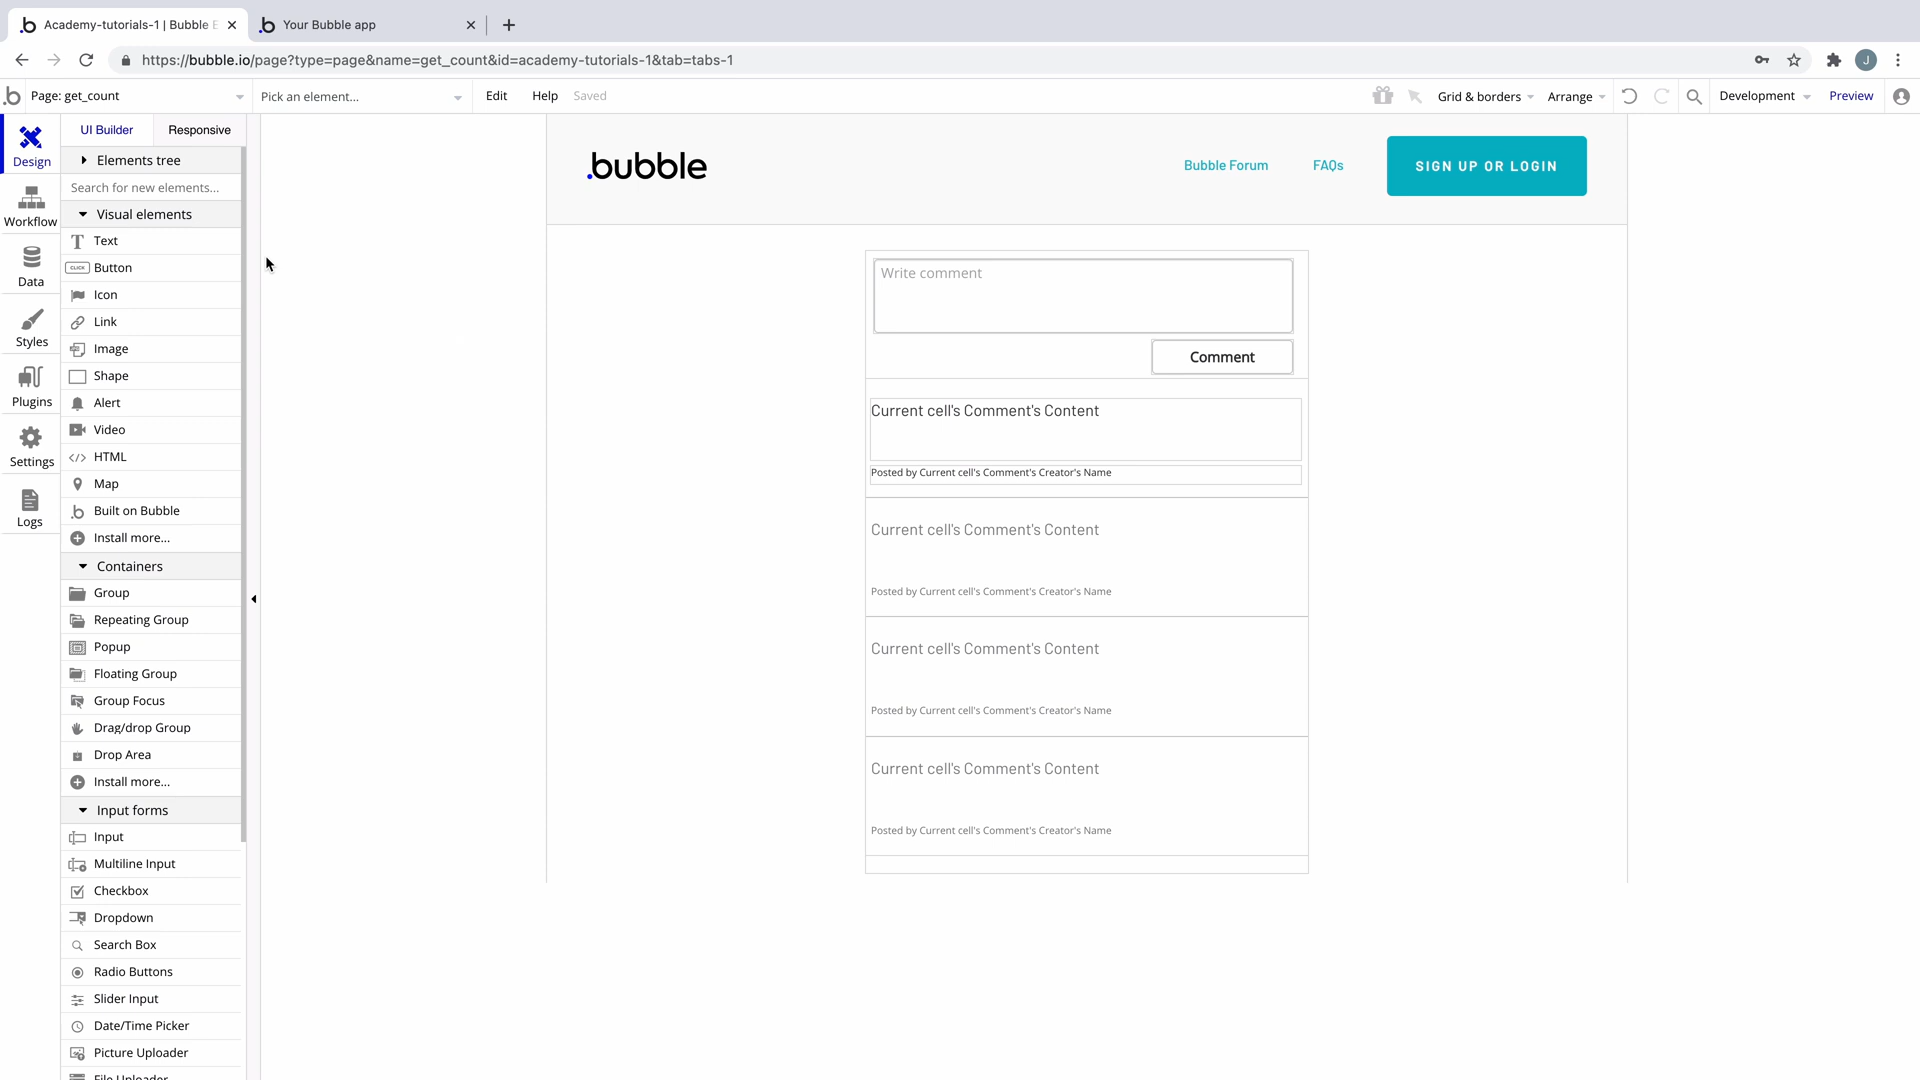 Academy-tutorials-1 | Bubble E
Your Bubble app
https://bubble.io/page?type=page&name=get_count&id=academy-tutorials-1&tab=tabs-1
J
Page: get_count
Pick an element...
Edit
Help
Saved
Grid & borders
Arrange
Development
Preview
Design
Workflow
Data
Styles
Plugins
Settings
Logs
UI Builder
Responsive
Elements tree
Search for new elements...
Visual elements
Text
CLICK
Button
Icon
Link
Image
Shape
Alert
Video
HTML
Map
Built on Bubble
Install more...
Containers
Group
Repeating Group
Popup
Floating Group
Group Focus
Drag/drop Group
Drop Area
Install more...
Input forms
Input
Multiline Input
Checkbox
Dropdown
Search Box
Radio Buttons
Slider Input
Date/Time Picker
Picture Uploader
File Uploader
.bubble
Bubble Forum
FAQs
SIGN UP OR LOGIN
Write comment
Comment
Current cell's Comment's Content
Posted by Current cell's Comment's Creator's Name
Current cell's Comment's Content
Posted by Current cell's Comment's Creator's Name
Current cell's Comment's Content
Posted by Current cell's Comment's Creator's Name
Current cell's Comment's Content
Posted by Current cell's Comment's Creator's Name